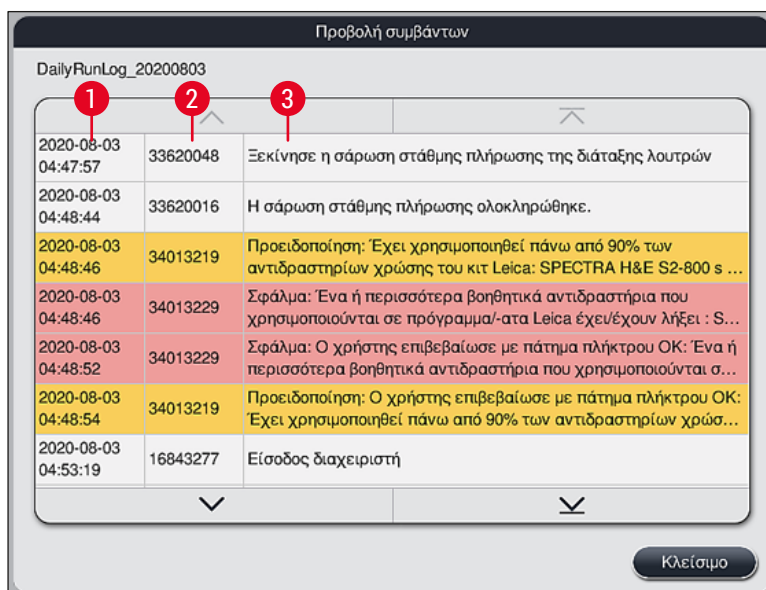 Προβολή συμβάντων
DailyRunLog_20200803
1 2 3
2020-08-03
04:47:57
33620048
Ξεκίνησε η σάρωση στάθμης πλήρωσης της διάταξης λουτρών
2020-08-03
04:48:44
33620016
Η σάρωση στάθμης πλήρωσης ολοκληρώθηκε.
2020-08-03
04:48:46
34013219
Προειδοποίηση: Έχει χρησιμοποιηθεί πάνω από 90% των
αντιδραστηρίων χρώσης του κιτ Leica: SPECTRA H&E S2-800 s ...
2020-08-03
04:48:46
34013229
Σφάλμα: Ένα ή περισσότερα βοηθητικά αντιδραστήρια που
χρησιμοποιούνται σε πρόγραμμα/-ατα Leica έχει/έχουν λήξει : S...
2020-08-03
04:48:52
34013229
Σφάλμα: Ο χρήστης επιβεβαίωσε με πάτημα πλήκτρου OK: Ένα ή
περισσότερα βοηθητικά αντιδραστήρια που χρησιμοποιούνται σ...
2020-08-03
04:48:54
34013219
Προειδοποίηση: Ο χρήστης επιβεβαίωσε με πάτημα πλήκτρου OK:
Έχει χρησιμοποιηθεί πάνω από 90% των αντιδραστηρίων χρώσ...
2020-08-03
04:53:19
16843277
Είσοδος διαχειριστή
Κλείσιμο